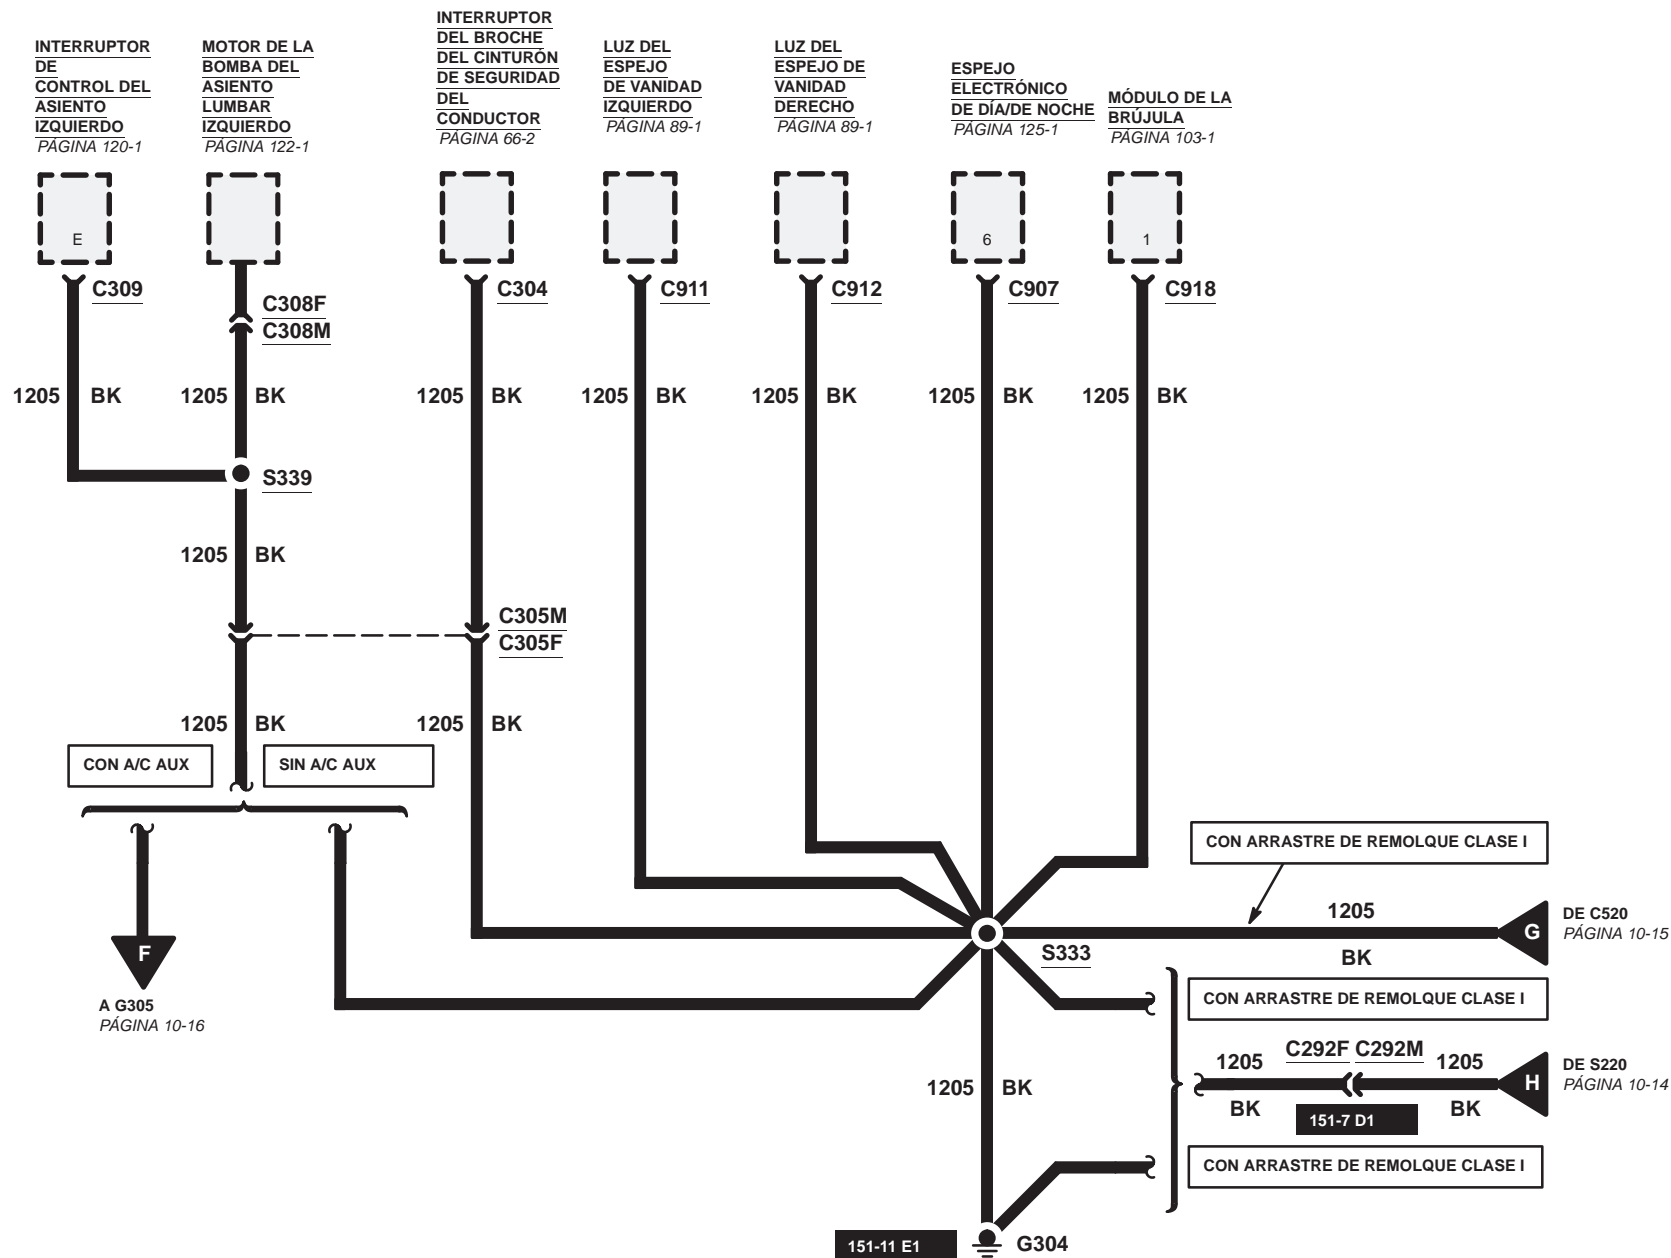 INTERRUPTOR
DE
CONTROL DEL
ASIENTO
IZQUIERDO
PÁGINA 120-1
MOTOR DE LA
BOMBA DEL
ASIENTO
LUMBAR
IZQUIERDO
PÁGINA 122-1
INTERRUPTOR
DEL BROCHE
DEL CINTURÓN
DE SEGURIDAD
DEL
CONDUCTOR
PÁGINA 66-2
LUZ DEL
ESPEJO
DE VANIDAD
IZQUIERDO
PÁGINA 89-1
LUZ DEL
ESPEJO DE
VANIDAD
DERECHO
PÁGINA 89-1
ESPEJO
ELECTRÓNICO
DE DÍA/DE NOCHE
PÁGINA 125-1
MÓDULO DE LA
BRÚJULA
PÁGINA 103-1
E
6
1
C309
C308F
C308M
C304
C911
C912
C907
C918
1205 BK
1205 BK
1205 BK
1205 BK
1205 BK
1205 BK
1205 BK
S339
1205 BK
C305M
C305F
1205 BK
1205 BK
CON A/C AUX
SIN A/C AUX
CON ARRASTRE DE REMOLQUE CLASE I
1205
BK
G
DE C520
PÁGINA 10-15
F
A G305
PÁGINA 10-16
S333
CON ARRASTRE DE REMOLQUE CLASE I
1205 BK
1205
BK
C292F C292M
151-7 D1
1205
BK
H
DE S220
PÁGINA 10-14
CON ARRASTRE DE REMOLQUE CLASE I
151-11 E1
G304